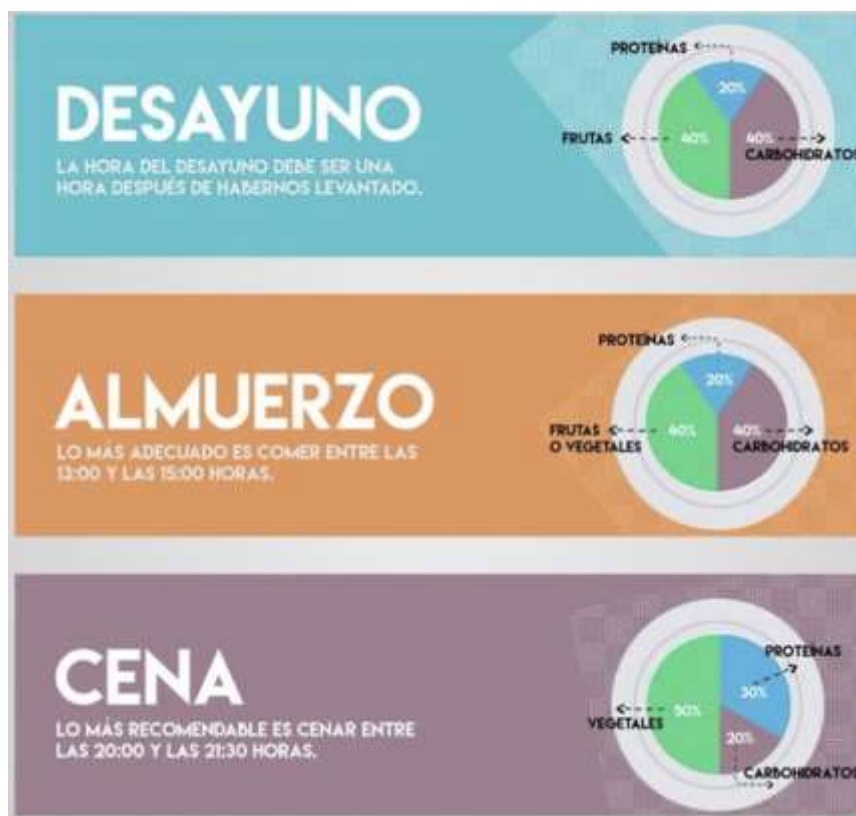 DESAYUNO
LA HORA DEL DESAYUNO DEBE SER UNA
HORA DESPUÉS DE HABERNOS LEVANTADO.
PROTEÍNAS
20%
FRUTAS
40%
40%
CARBOHIDRATOS
ALMUERZO
LO MÁS ADECUADO ES COMER ENTRE LAS
13:00 Y LAS 15:00 HORAS.
PROTEÍNAS
20%
FRUTAS
O VEGETALES
40%
40%
CARBOHIDRATOS
CENA
LO MÁS RECOMENDABLE ES CENAR ENTRE
LAS 20:00 Y LAS 21:30 HORAS.
PROTEÍNAS
30%
VEGETALES
50%
20%
CARBOHIDRATOS